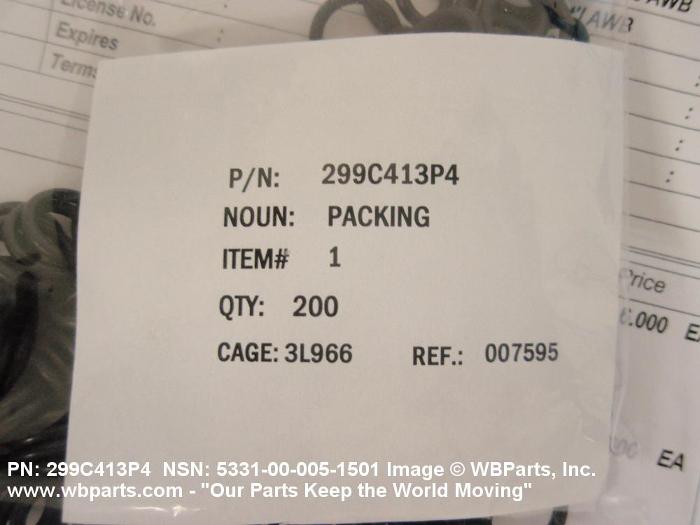 License No.
Expires
Terms
AWB
AWB
P/N: 299C413P4
NOUN: PACKING
ITEM# 1
QTY: 200
CAGE: 3L966 REF.: 007595
Price
.000 EA
EA
PN: 299C413P4 NSN: 5331-00-005-1501 Image © WBParts, Inc.
www.wbparts.com - "Our Parts Keep the World Moving"